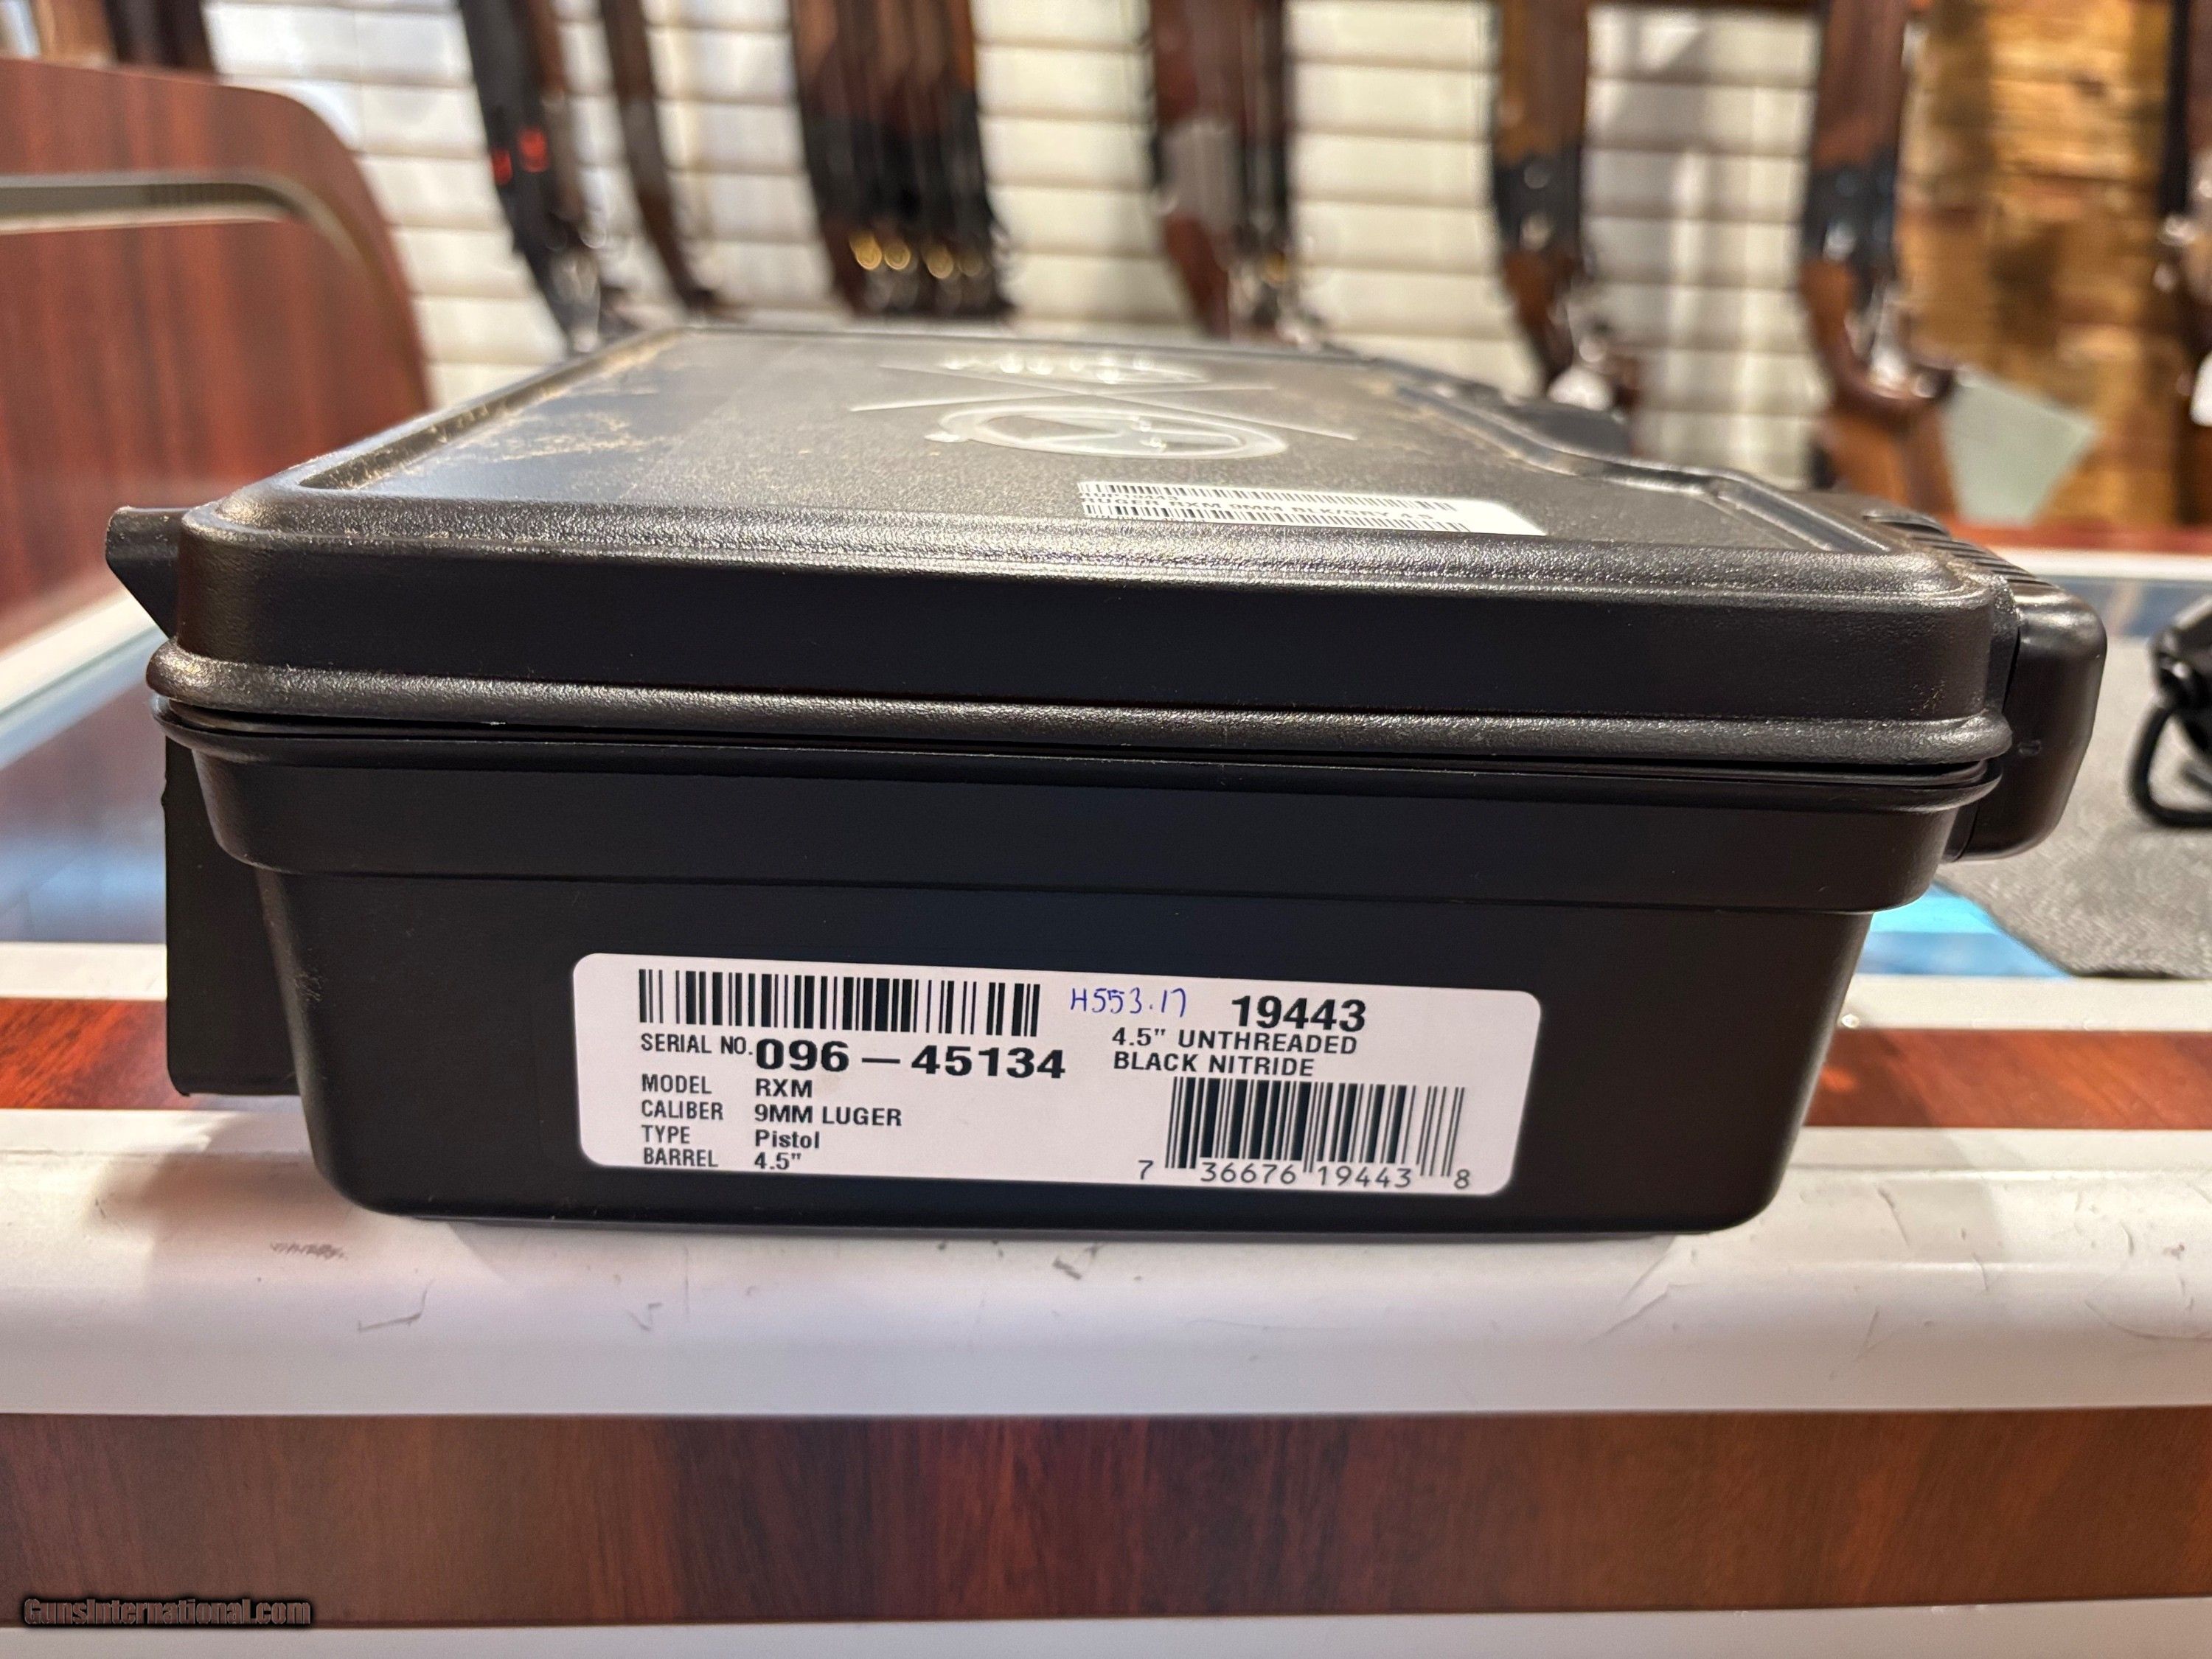 H553.17 19443
4.5" UNTHREADED
BLACK NITRIDE
SERIAL NO. 096-45134
MODEL RXM
CALIBER 9MM LUGER
TYPE Pistol
BARREL 4.5"
7 36676 19443 8
GunsInternational.com